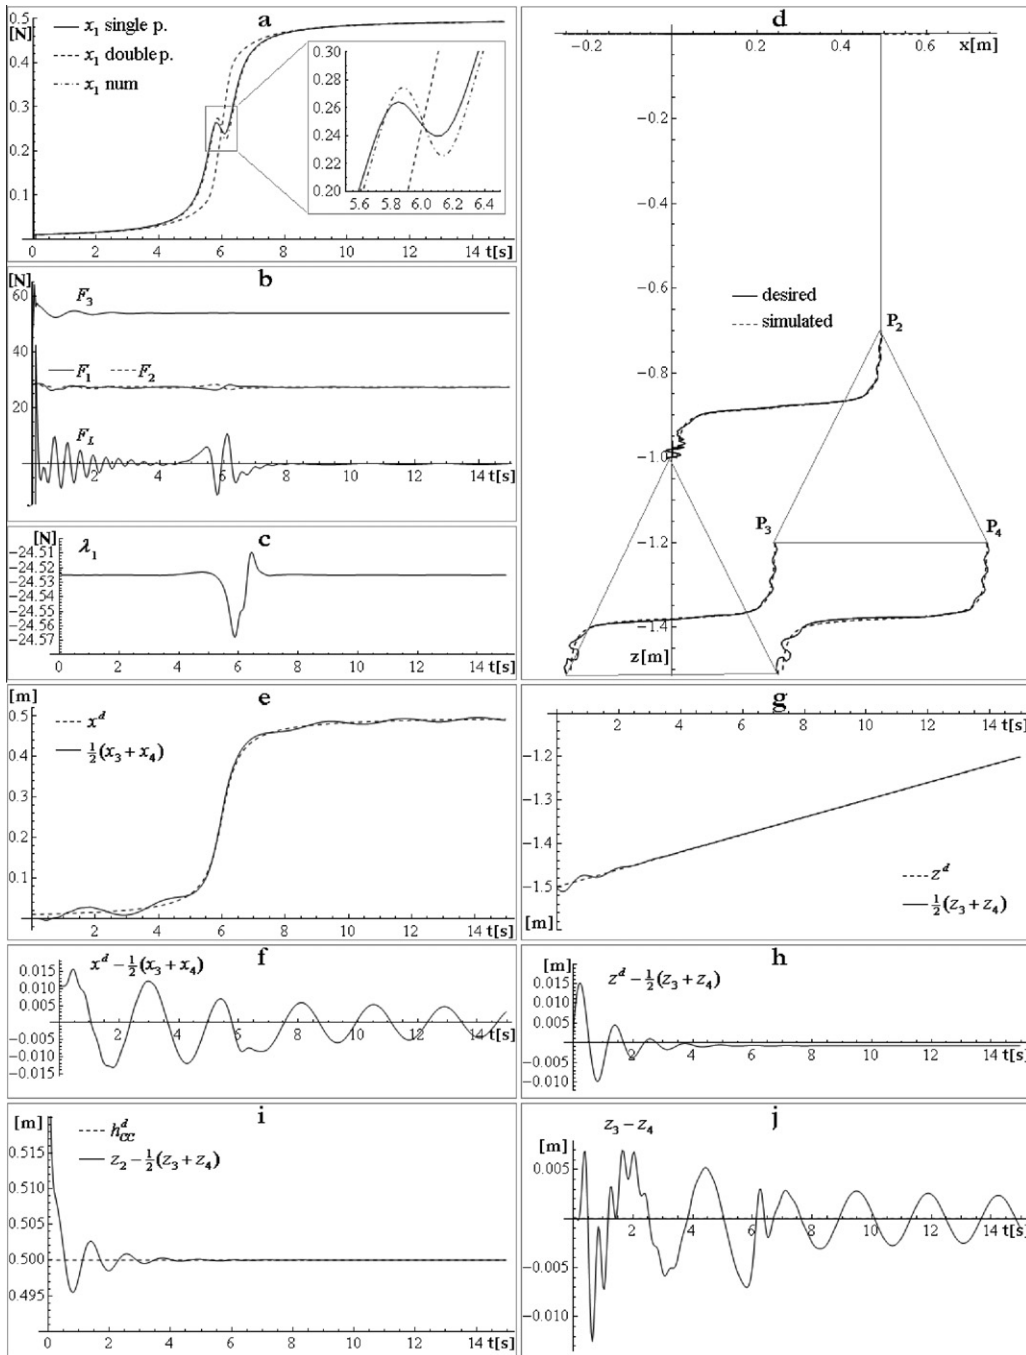 a
[N]
0.5
0.4
0.3
0.2
0.1
x₁ single p.
x₁ double p.
x₁ num
0.30
0.28
0.26
0.24
0.22
0.20
5.6 5.8 6.0 6.2 6.4
0 2 4 6 8 10 12 14 t[s]
b
[N]
60
40
20
F₃
F₁ F₂
F_L
2 4 6 8 10 12 14 t[s]
c
[N]
λ₁
−24.51
−24.53
−24.55
−24.57
0 2 4 6 8 10 12 14 t[s]
d
−0.2 0.2 0.4 0.6 x[m]
−0.2
−0.4
−0.6
−0.8
−1.0
−1.2
−1.4
z[m]
desired
simulated
P₂
P₃
P₄
e
[m]
0.5
0.4
0.3
0.2
0.1
x^d
½(x₃ + x₄)
2 4 6 8 10 12 14 t[s]
g
2 4 6 8 10 12 14 t[s]
−1.2
−1.3
−1.4
−1.5
[m]
z^d
½(z₃ + z₄)
f
x^d − ½(x₃ + x₄)
0.015
0.010
0.005
−0.005
−0.010
−0.015
2 4 6 8 10 12 14 t[s]
h
[m]
z^d − ½(z₃ + z₄)
0.015
0.010
0.005
−0.005
−0.010
2 4 6 8 10 12 14 t[s]
i
[m]
h^d_CC
z₂ − ½(z₃ + z₄)
0.515
0.510
0.505
0.500
0.495
0 2 4 6 8 10 12 14 t[s]
j
z₃ − z₄
[m]
0.005
0
−0.005
−0.010
2 4 6 8 10 12 14 t[s]